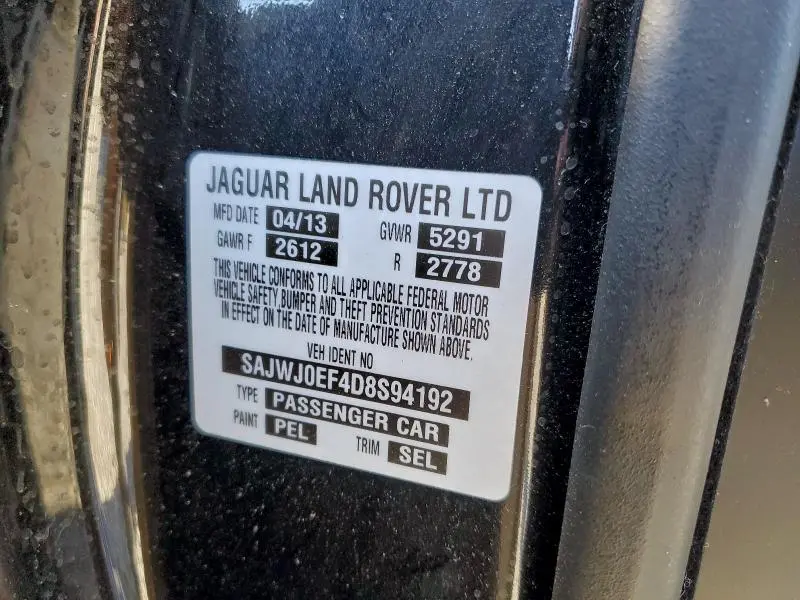 JAGUAR LAND ROVER LTD
MFD DATE 04/13 GVWR 5291
GAWR F 2612 R 2778
THIS VEHICLE CONFORMS TO ALL APPLICABLE FEDERAL MOTOR
VEHICLE SAFETY, BUMPER AND THEFT PREVENTION STANDARDS
IN EFFECT ON THE DATE OF MANUFACTURE SHOWN ABOVE.
VEH IDENT NO
SAJWJ0EF4D8S94192
TYPE PASSENGER CAR
PAINT PEL TRIM SEL